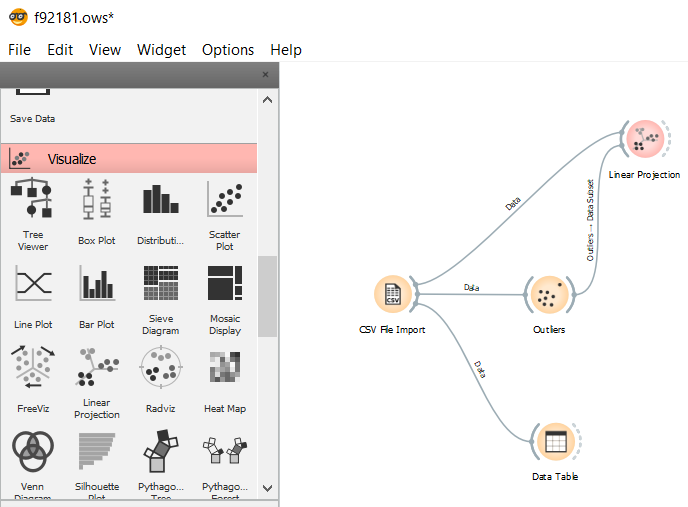 f92181.ows*
File Edit View Widget Options Help
×
Save Data
Visualize
Tree Viewer
Box Plot
Distributi...
Scatter Plot
Line Plot
Bar Plot
Sieve Diagram
Mosaic Display
FreeViz
Linear Projection
Radviz
Heat Map
Venn Diagram
Silhouette Plot
Pythago... Tree
Pythago... Forest
Linear Projection
Data
Outliers → Data Subset
CSV
CSV File Import
Data
Outliers
Data
Data Table